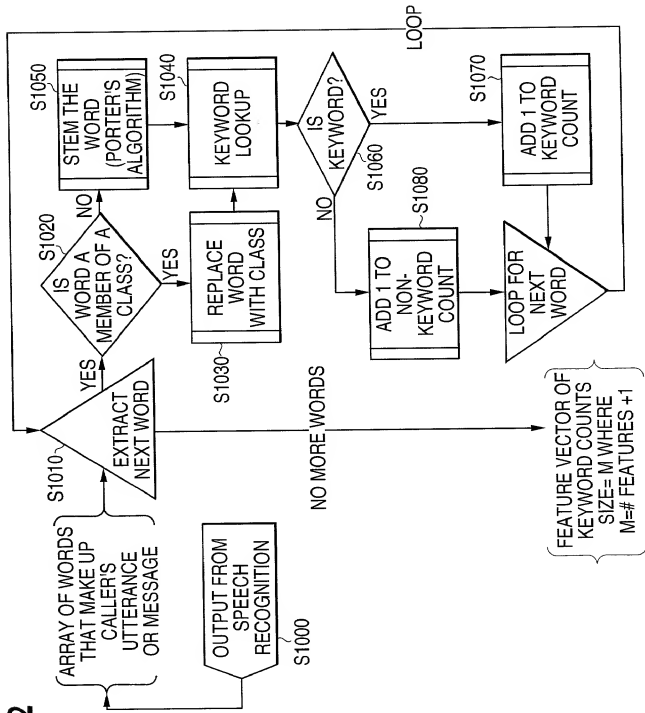 OUTPUT FROM
SPEECH
RECOGNITION
S1000
ARRAY OF WORDS
THAT MAKE UP
CALLER'S
UTTERANCE
OR MESSAGE
S1010
EXTRACT
NEXT WORD
YES
NO MORE WORDS
S1020
IS
WORD A
MEMBER OF A
CLASS?
NO
YES
S1030
REPLACE
WORD
WITH CLASS
S1050
STEM THE
WORD
(PORTER'S
ALGORITHM)
S1040
KEYWORD
LOOKUP
IS
KEYWORD?
S1060
YES
NO
S1080
ADD 1 TO
NON-
KEYWORD
COUNT
S1070
ADD 1 TO
KEYWORD
COUNT
LOOP FOR
NEXT
WORD
LOOP
FEATURE VECTOR OF
KEYWORD COUNTS
SIZE= M WHERE
M=# FEATURES +1